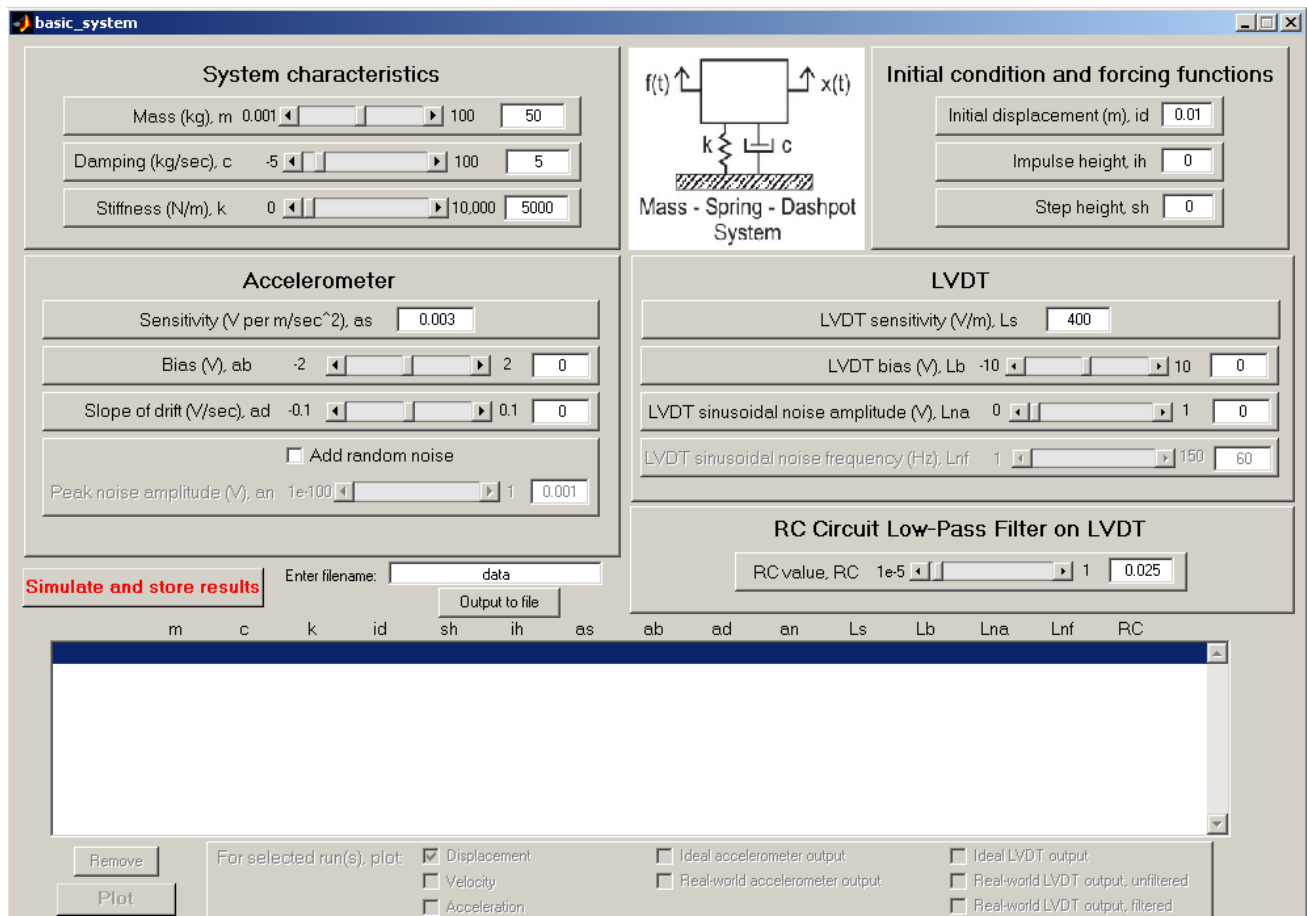 basic_system
System characteristics
Mass (kg), m 0.001 100 50
Damping (kg/sec), c -5 100 5
Stiffness (N/m), k 0 10,000 5000
f(t) x(t)
k c
Mass - Spring - Dashpot
System
Initial condition and forcing functions
Initial displacement (m), id 0.01
Impulse height, ih 0
Step height, sh 0
Accelerometer
Sensitivity (V per m/sec^2), as 0.003
Bias (V), ab -2 2 0
Slope of drift (V/sec), ad -0.1 0.1 0
Add random noise
Peak noise amplitude (V), an 1e-100 1 0.001
LVDT
LVDT sensitivity (V/m), Ls 400
LVDT bias (V), Lb -10 10 0
LVDT sinusoidal noise amplitude (V), Lna 0 1 0
LVDT sinusoidal noise frequency (Hz), Lnf 1 150 60
RC Circuit Low-Pass Filter on LVDT
RC value, RC 1e-5 1 0.025
Simulate and store results
Enter filename: data
Output to file
m c k id sh ih as ab ad an Ls Lb Lna Lnf RC
Remove
Plot
For selected run(s), plot:
Displacement
Velocity
Acceleration
Ideal accelerometer output
Real-world accelerometer output
Ideal LVDT output
Real-world LVDT output, unfiltered
Real-world LVDT output, filtered